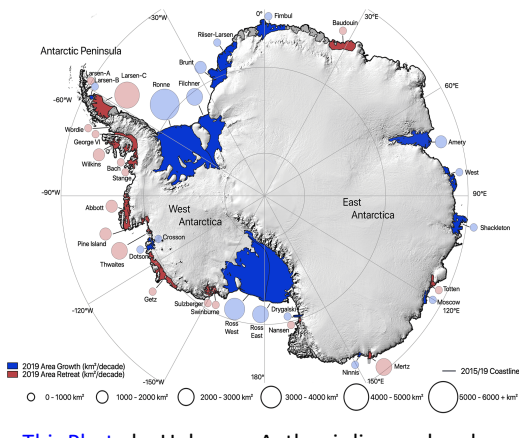 -30°W
0°
Fimbul
Baudouin
30°E
Riiser-Larsen
Antarctic Peninsula
Brunt
Larsen-A
Larsen-B
Larsen-C
Ronne
Filchner
60°E
-60°W
Wordie
George VI
Wilkins
Bach
Stange
Amery
West
-90°W
90°E
Abbott
West
Antarctica
East
Antarctica
Shackleton
Pine Island
Crosson
Dotson
Thwaites
Getz
Sulzberger
Swinburne
Ross
West
Ross
East
Drygalski
Nansen
Totten
Moscow
120°E
-120°W
Ninnis
Mertz
150°E
180°
-150°W
2019 Area Growth (km²/decade)
2019 Area Retreat (km²/decade)
2015/19 Coastline
0 - 1000 km²
1000 - 2000 km²
2000 - 3000 km²
3000 - 4000 km²
4000 - 5000 km²
5000 - 6000 + km²